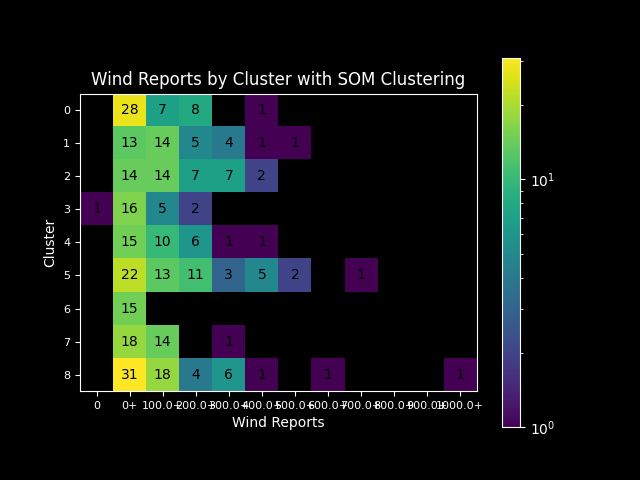 Wind Reports by Cluster with SOM Clustering
0 28 7 8 1
1 13 14 5 4 1 1
2 14 14 7 7 2
3 1 16 5 2
4 15 10 6 1 1
5 22 13 11 3 5 2 1
6 15
7 18 14 1
8 31 18 4 6 1 1 1
Cluster
0 0+ 100.0+ 200.0+ 300.0+ 400.0+ 500.0+ 600.0+ 700.0+ 800.0+ 900.0+ 1000.0+
Wind Reports
10¹
10⁰